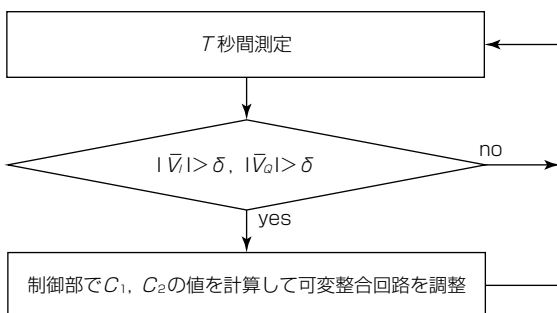 T秒間測定
|V̄I|>δ, |V̄Q|>δ
no
yes
制御部でC1, C2の値を計算して可変整合回路を調整